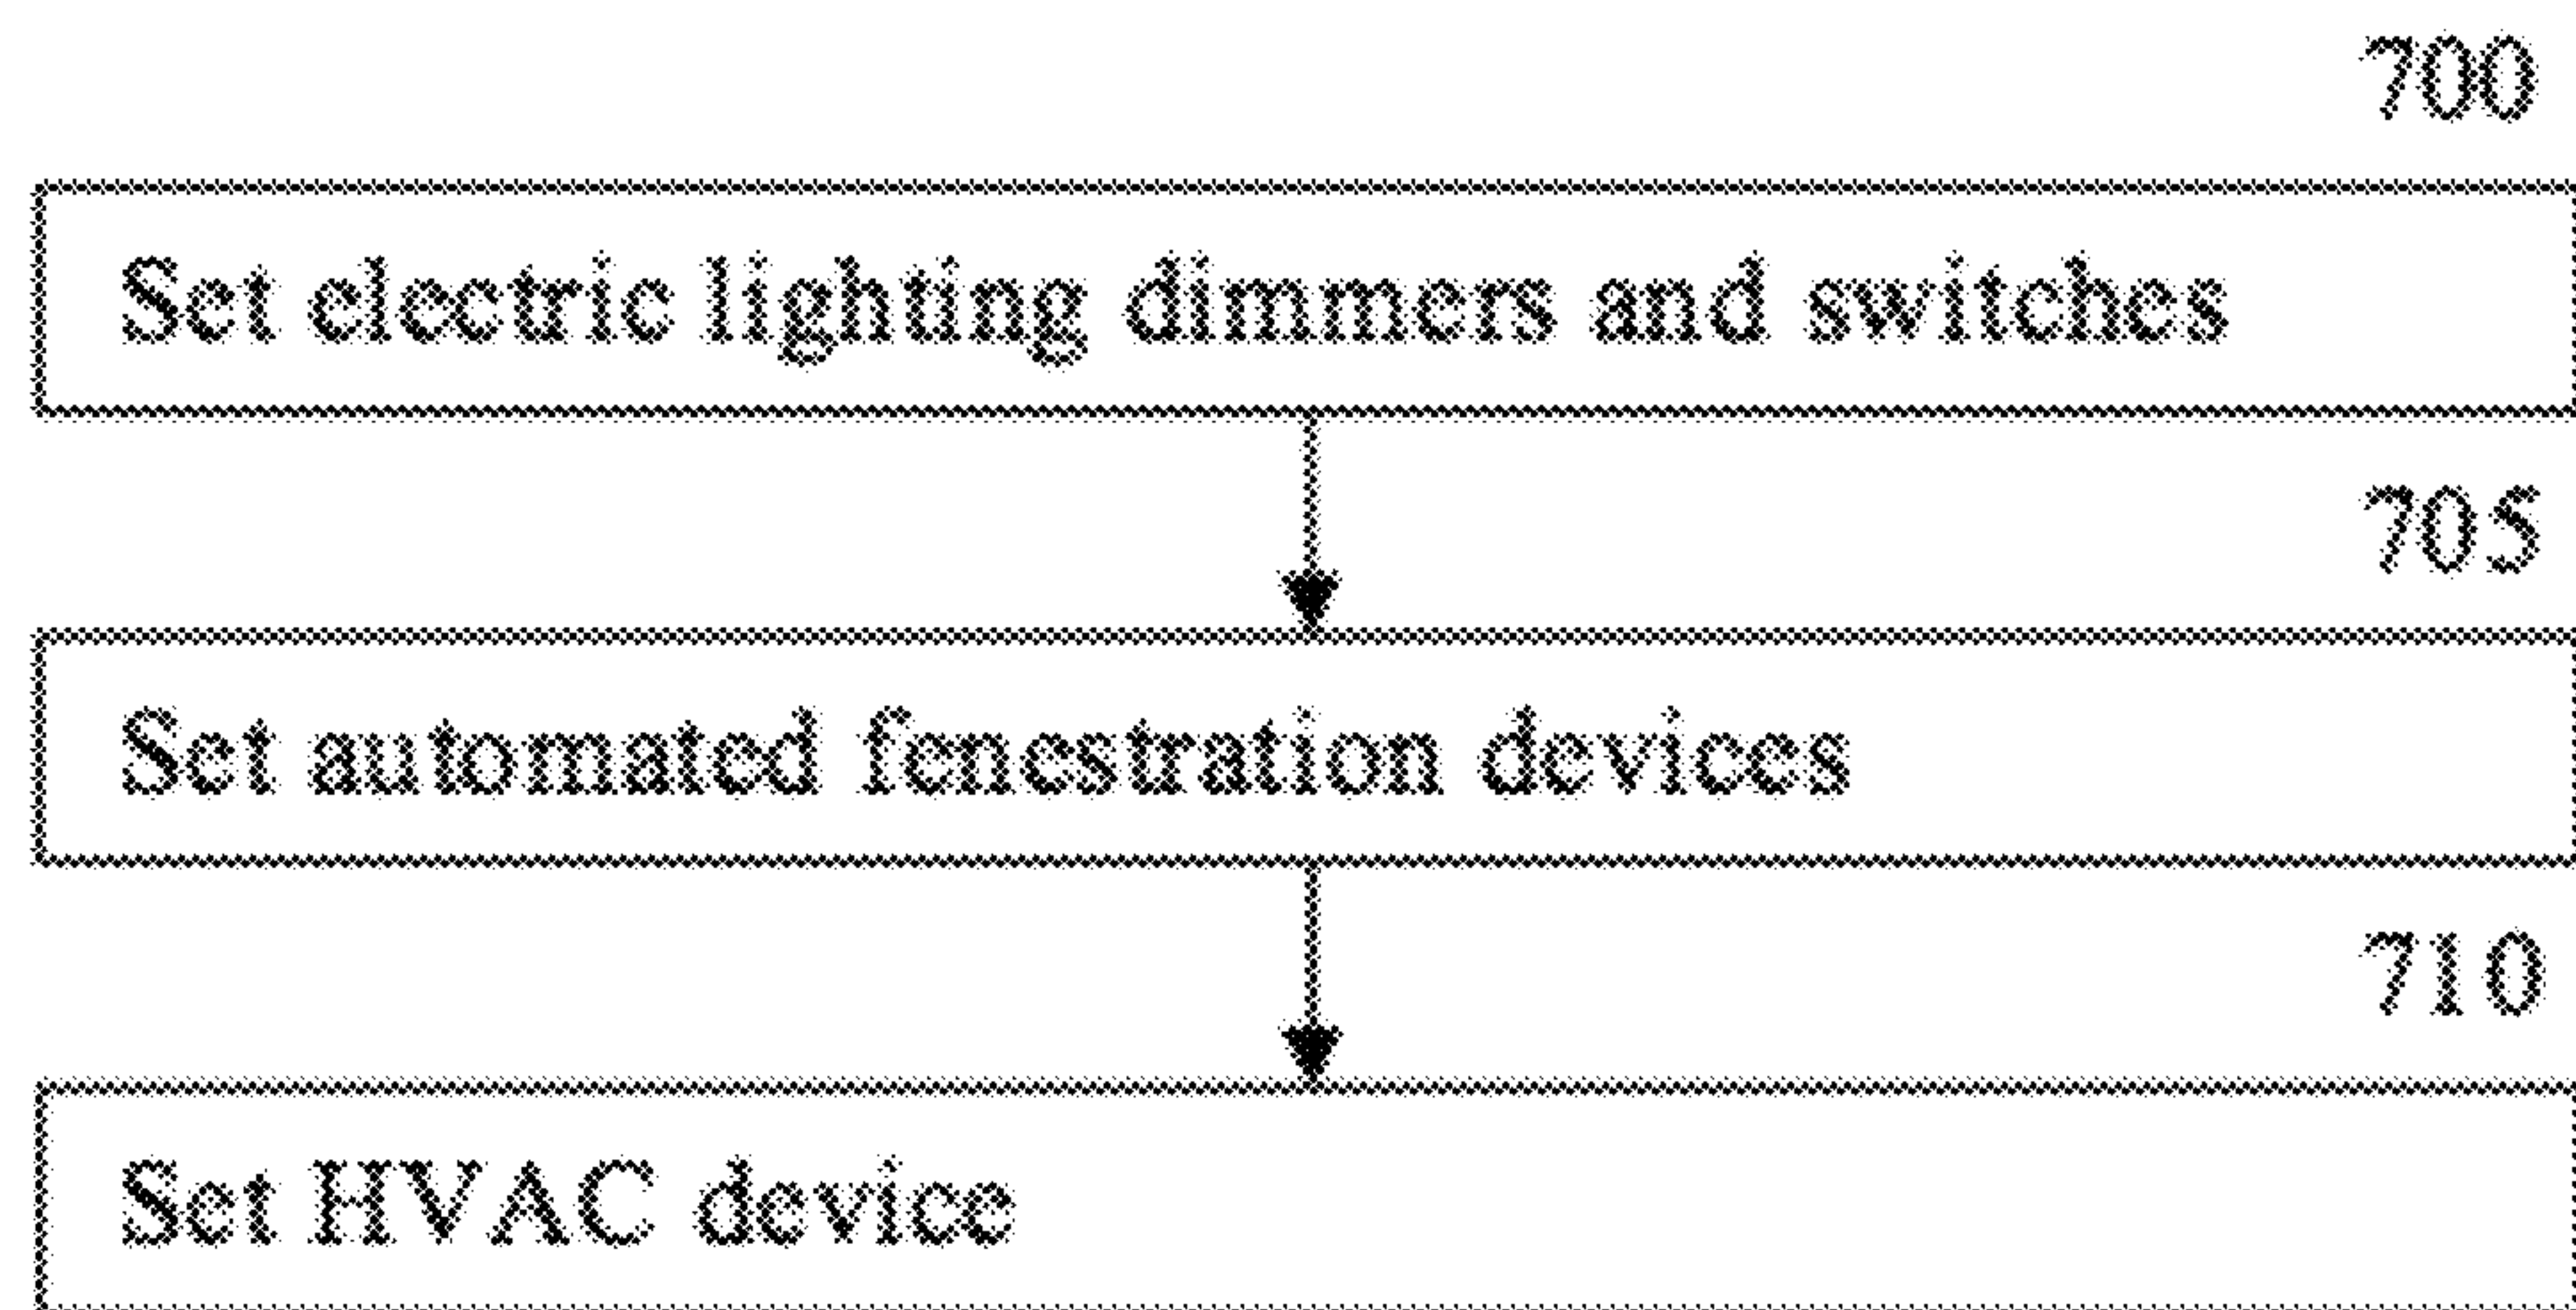 700
Set electric lighting dimmers and switches
705
Set automated fenestration devices
710
Set HVAC device